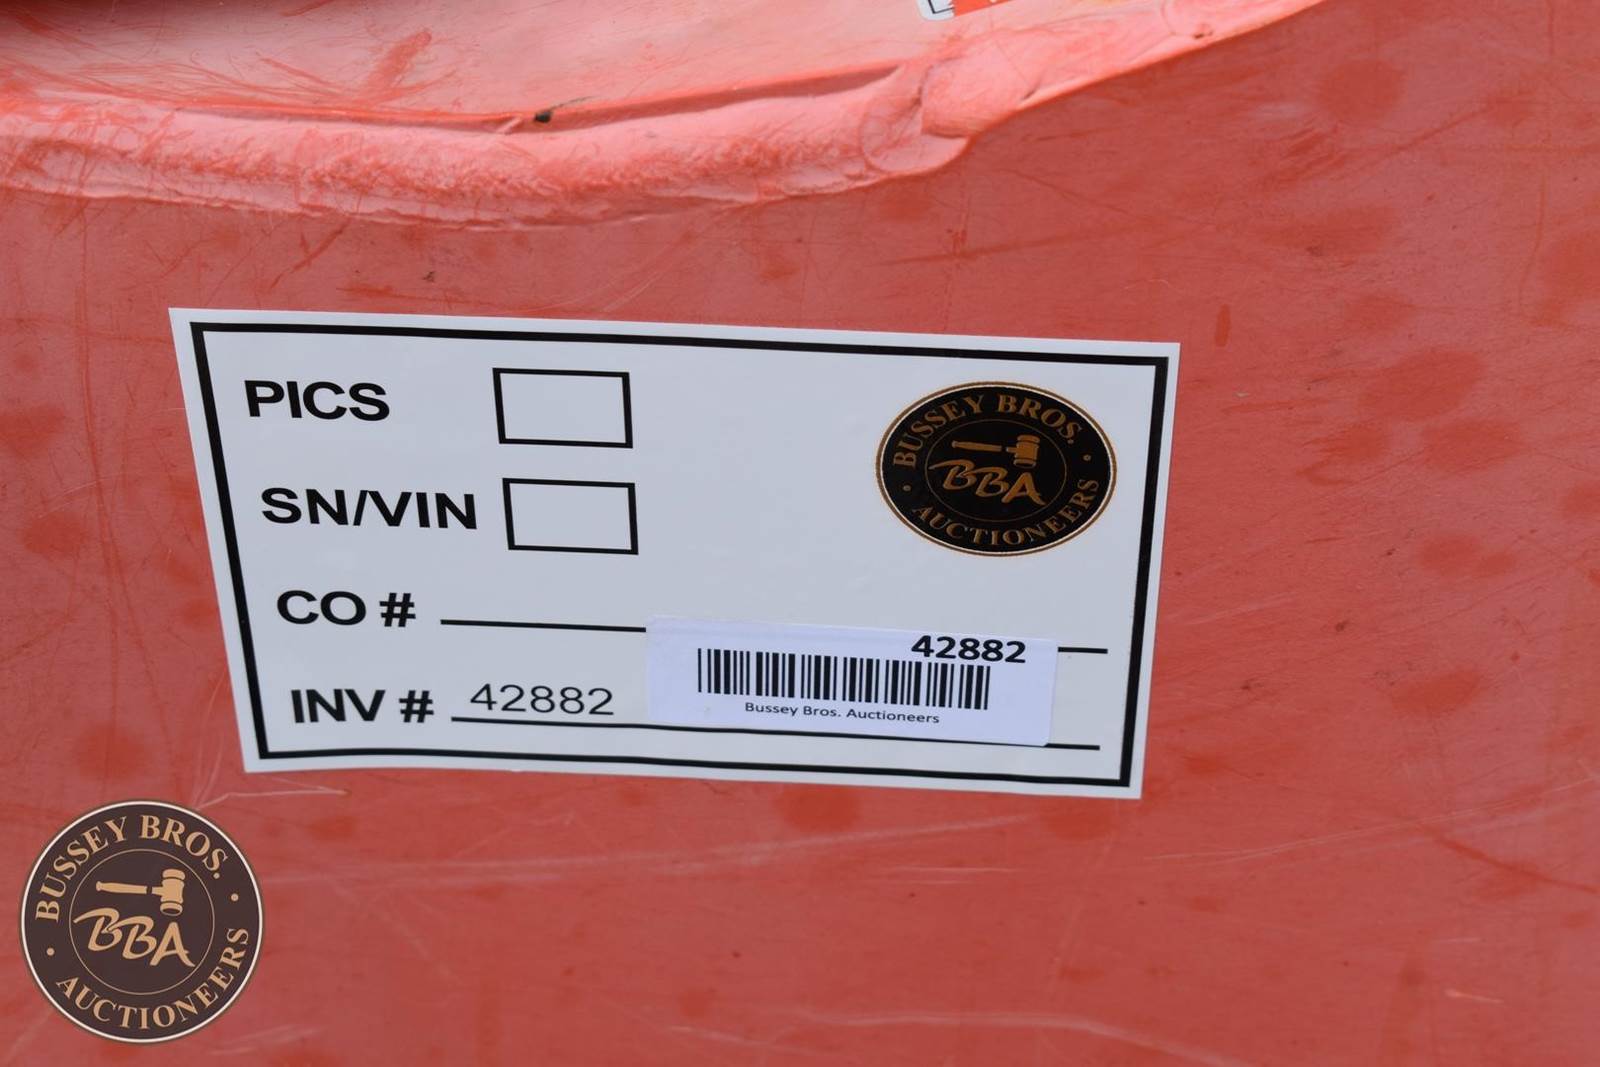 PICS
SN/VIN
CO #
INV # 42882
42882
Bussey Bros. Auctioneers
BUSSEY BROS.
BBA
AUCTIONEERS
BUSSEY BROS.
BBA
AUCTIONEERS